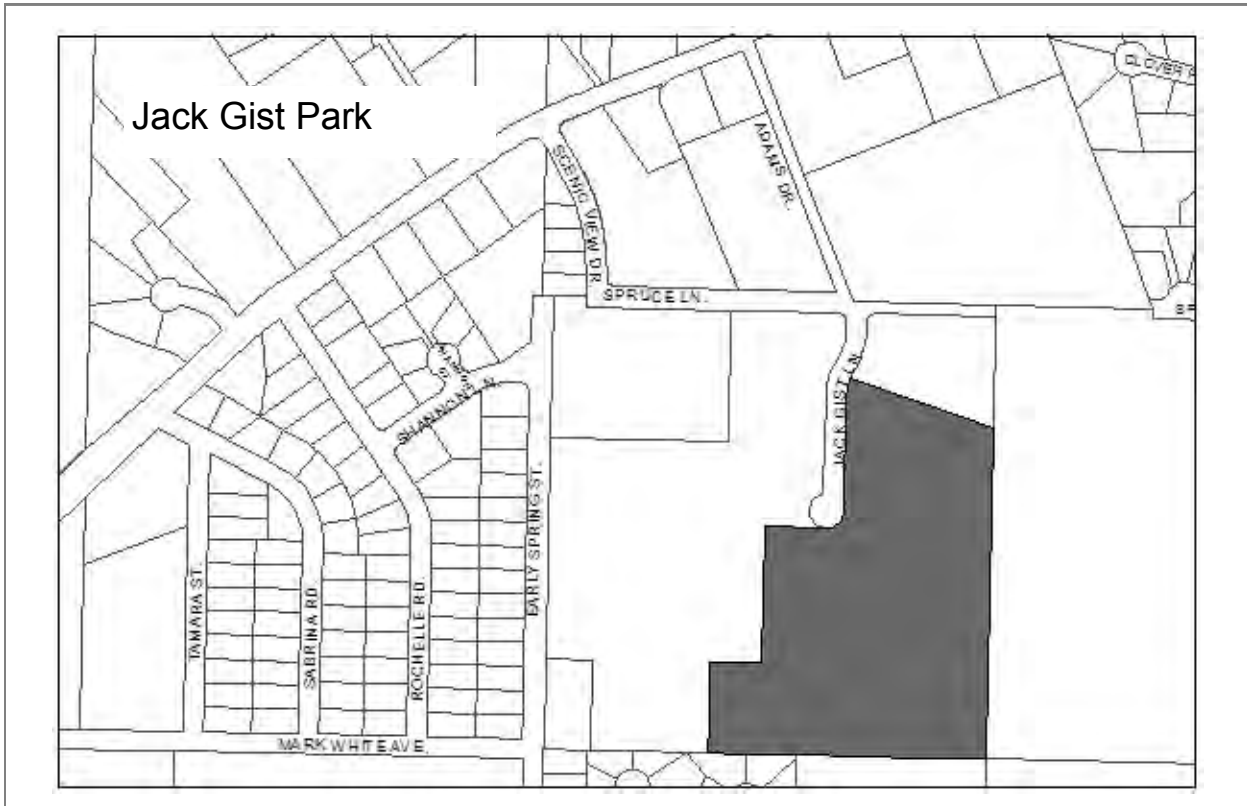 Jack Gist Park
CLOVER
ADAMS DR.
SCENIC VIEW DR
SPRUCE LN.
JACK GIST LN
SHANNON LN.
EARLY SPRING ST.
TAMARA ST.
SABRINA RD.
ROCHELLE RD.
MARK WHITE AVE.